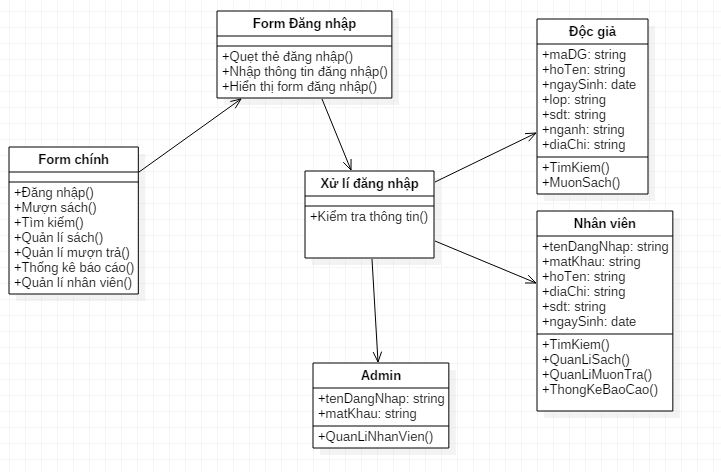 Form Đăng nhập
+Quẹt thẻ đăng nhập()
+Nhập thông tin đăng nhập()
+Hiển thị form đăng nhập()
Form chính
+Đăng nhập()
+Mượn sách()
+Tìm kiếm()
+Quản lí sách()
+Quản lí mượn trả()
+Thống kê báo cáo()
+Quản lí nhân viên()
Xử lí đăng nhập
+Kiểm tra thông tin()
Độc giả
+maDG: string
+hoTen: string
+ngaySinh: date
+lop: string
+sdt: string
+nganh: string
+diaChi: string
+TimKiem()
+MuonSach()
Nhân viên
+tenDangNhap: string
+matKhau: string
+hoTen: string
+diaChi: string
+sdt: string
+ngaySinh: date
+TimKiem()
+QuanLiSach()
+QuanLiMuonTra()
+ThongKeBaoCao()
Admin
+tenDangNhap: string
+matKhau: string
+QuanLiNhanVien()